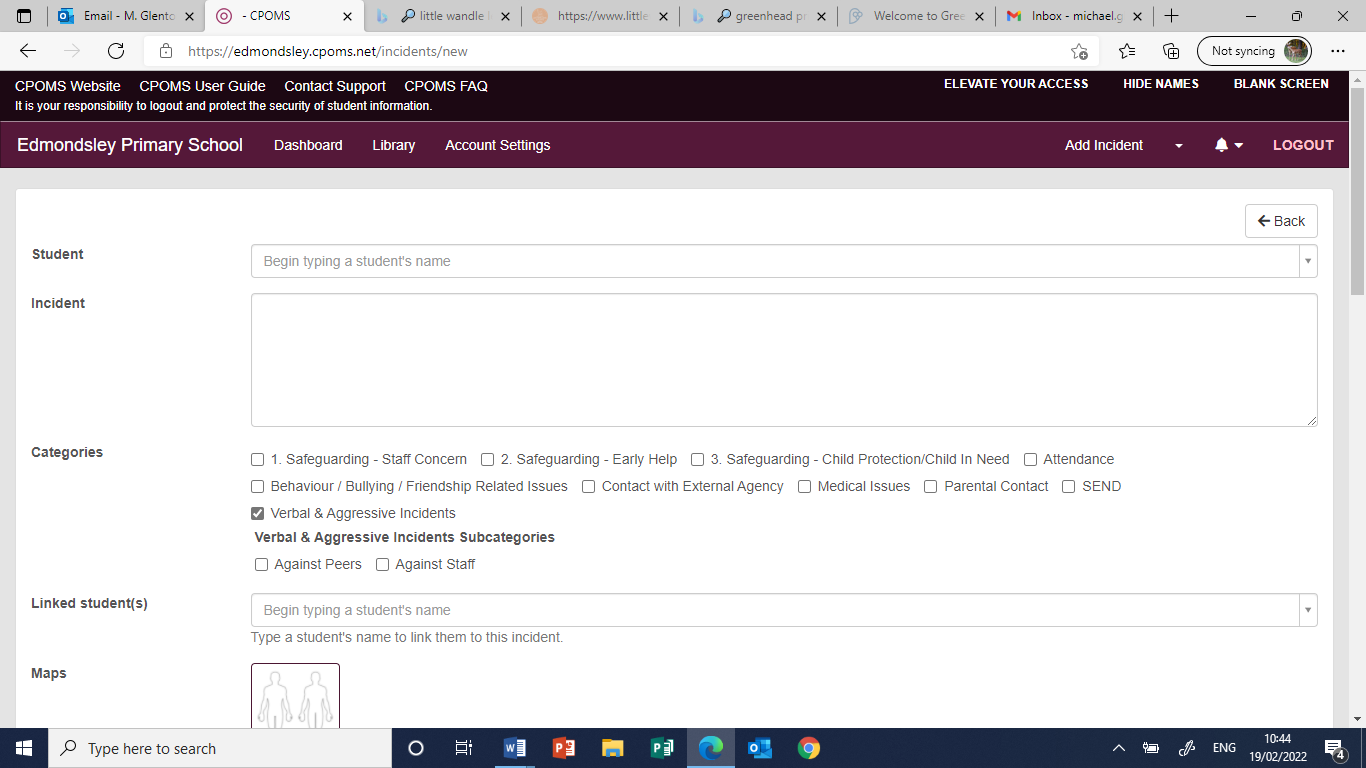 Email - M. Glento
- CPOMS
little wandle l
https://www.little
greenhead pr
Welcome to Gree
Inbox - michael.g
https://edmondsley.cpoms.net/incidents/new
Not syncing
CPOMS Website CPOMS User Guide Contact Support CPOMS FAQ
ELEVATE YOUR ACCESS HIDE NAMES BLANK SCREEN
It is your responsibility to logout and protect the security of student information.
Edmondsley Primary School Dashboard Library Account Settings Add Incident LOGOUT
Back
Student
Begin typing a student's name
Incident
Categories
1. Safeguarding - Staff Concern 2. Safeguarding - Early Help 3. Safeguarding - Child Protection/Child In Need Attendance
Behaviour / Bullying / Friendship Related Issues Contact with External Agency Medical Issues Parental Contact SEND
Verbal & Aggressive Incidents
Verbal & Aggressive Incidents Subcategories
Against Peers Against Staff
Linked student(s)
Begin typing a student's name
Type a student's name to link them to this incident.
Maps
Type here to search
ENG
10:44
19/02/2022
4